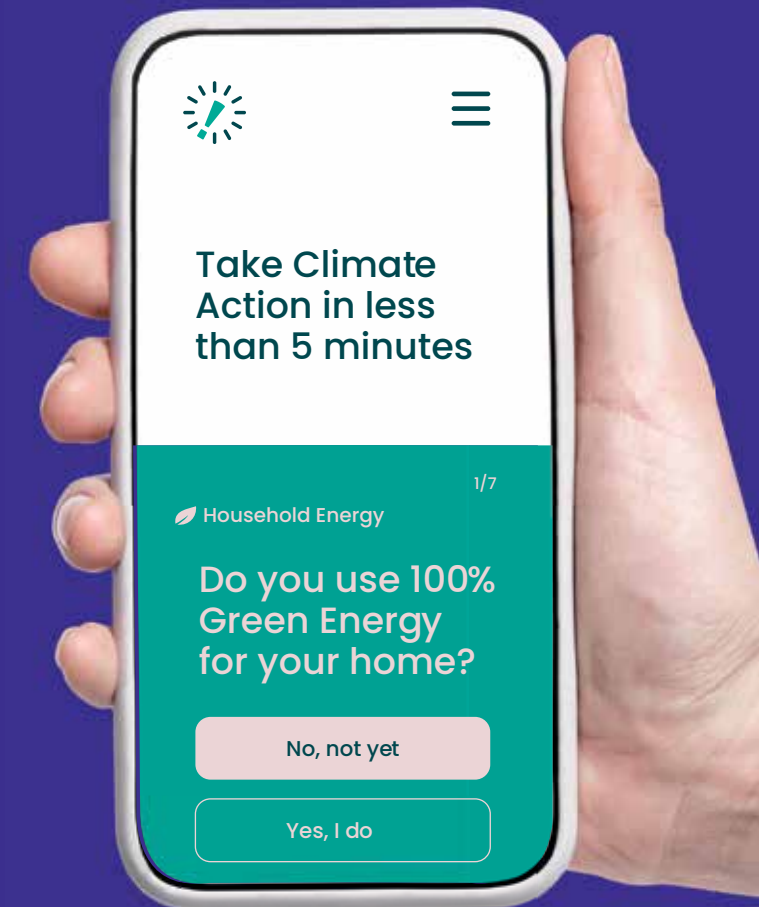 Take Climate
Action in less
than 5 minutes
1/7
Household Energy
Do you use 100%
Green Energy
for your home?
No, not yet
Yes, I do